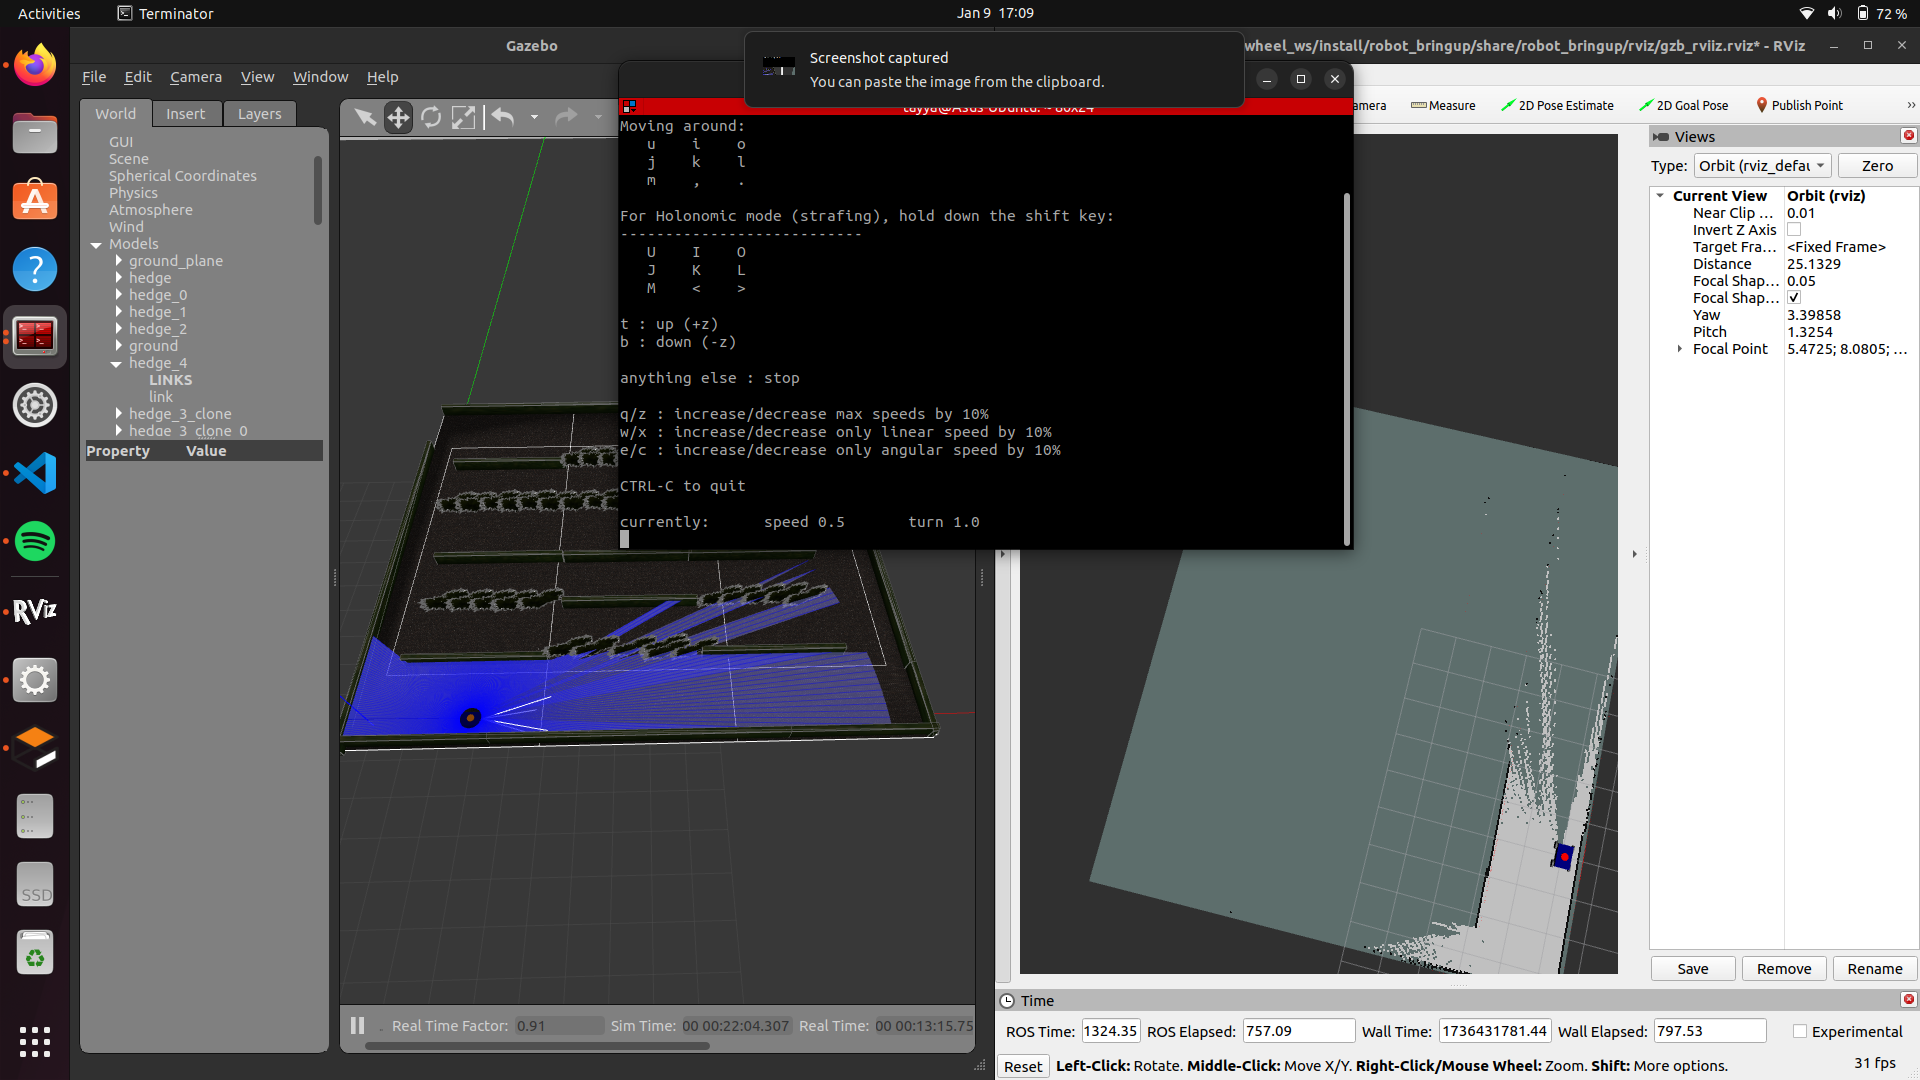 Activities
Terminator
Jan 9 17:09
72 %
Gazebo
File Edit Camera View Window Help
World Insert Layers
GUI
Scene
Spherical Coordinates
Physics
Atmosphere
Wind
Models
ground_plane
hedge
hedge_0
hedge_1
hedge_2
ground
hedge_4
LINKS
link
hedge_3_clone
hedge_3_clone_0
Property Value
Real Time Factor: 0.91 Sim Time: 00 00:22:04.307 Real Time: 00 00:13:15.75
Screenshot captured
You can paste the image from the clipboard.
Moving around:
u i o
j k l
m , .
For Holonomic mode (strafing), hold down the shift key:
---------------------------
U I O
J K L
M < >
t : up (+z)
b : down (-z)
anything else : stop
q/z : increase/decrease max speeds by 10%
w/x : increase/decrease only linear speed by 10%
e/c : increase/decrease only angular speed by 10%
CTRL-C to quit
currently: speed 0.5 turn 1.0
wheel_ws/install/robot_bringup/share/robot_bringup/rviz/gzb_rviiz.rviz* - RViz
amera Measure 2D Pose Estimate 2D Goal Pose Publish Point »
Views
Type: Orbit (rviz_defau Zero
Current View Orbit (rviz)
Near Clip ... 0.01
Invert Z Axis
Target Fra... <Fixed Frame>
Distance 25.1329
Focal Shap... 0.05
Focal Shap... ✓
Yaw 3.39858
Pitch 1.3254
Focal Point 5.4725; 8.0805; ...
Save Remove Rename
Time
ROS Time: 1324.35 ROS Elapsed: 757.09 Wall Time: 1736431781.44 Wall Elapsed: 797.53 Experimental
Reset Left-Click: Rotate. Middle-Click: Move X/Y. Right-Click/Mouse Wheel: Zoom. Shift: More options. 31 fps
RViz
SSD